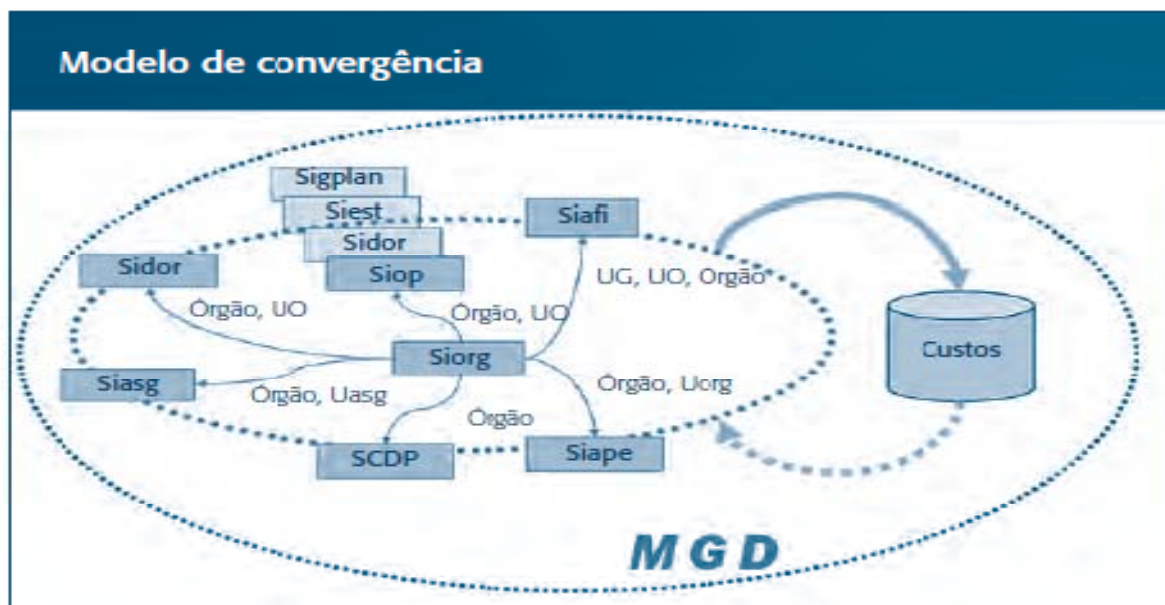 Modelo de convergência
Sigplan
Siest
Sidor
Siop
Siafi
Sidor
UG, UO, Órgão
Órgão, UO
Órgão, UO
Siorg
Custos
Siasg
Órgão, Uasg
Órgão, Uorg
Órgão
SCDP
Siape
MGD